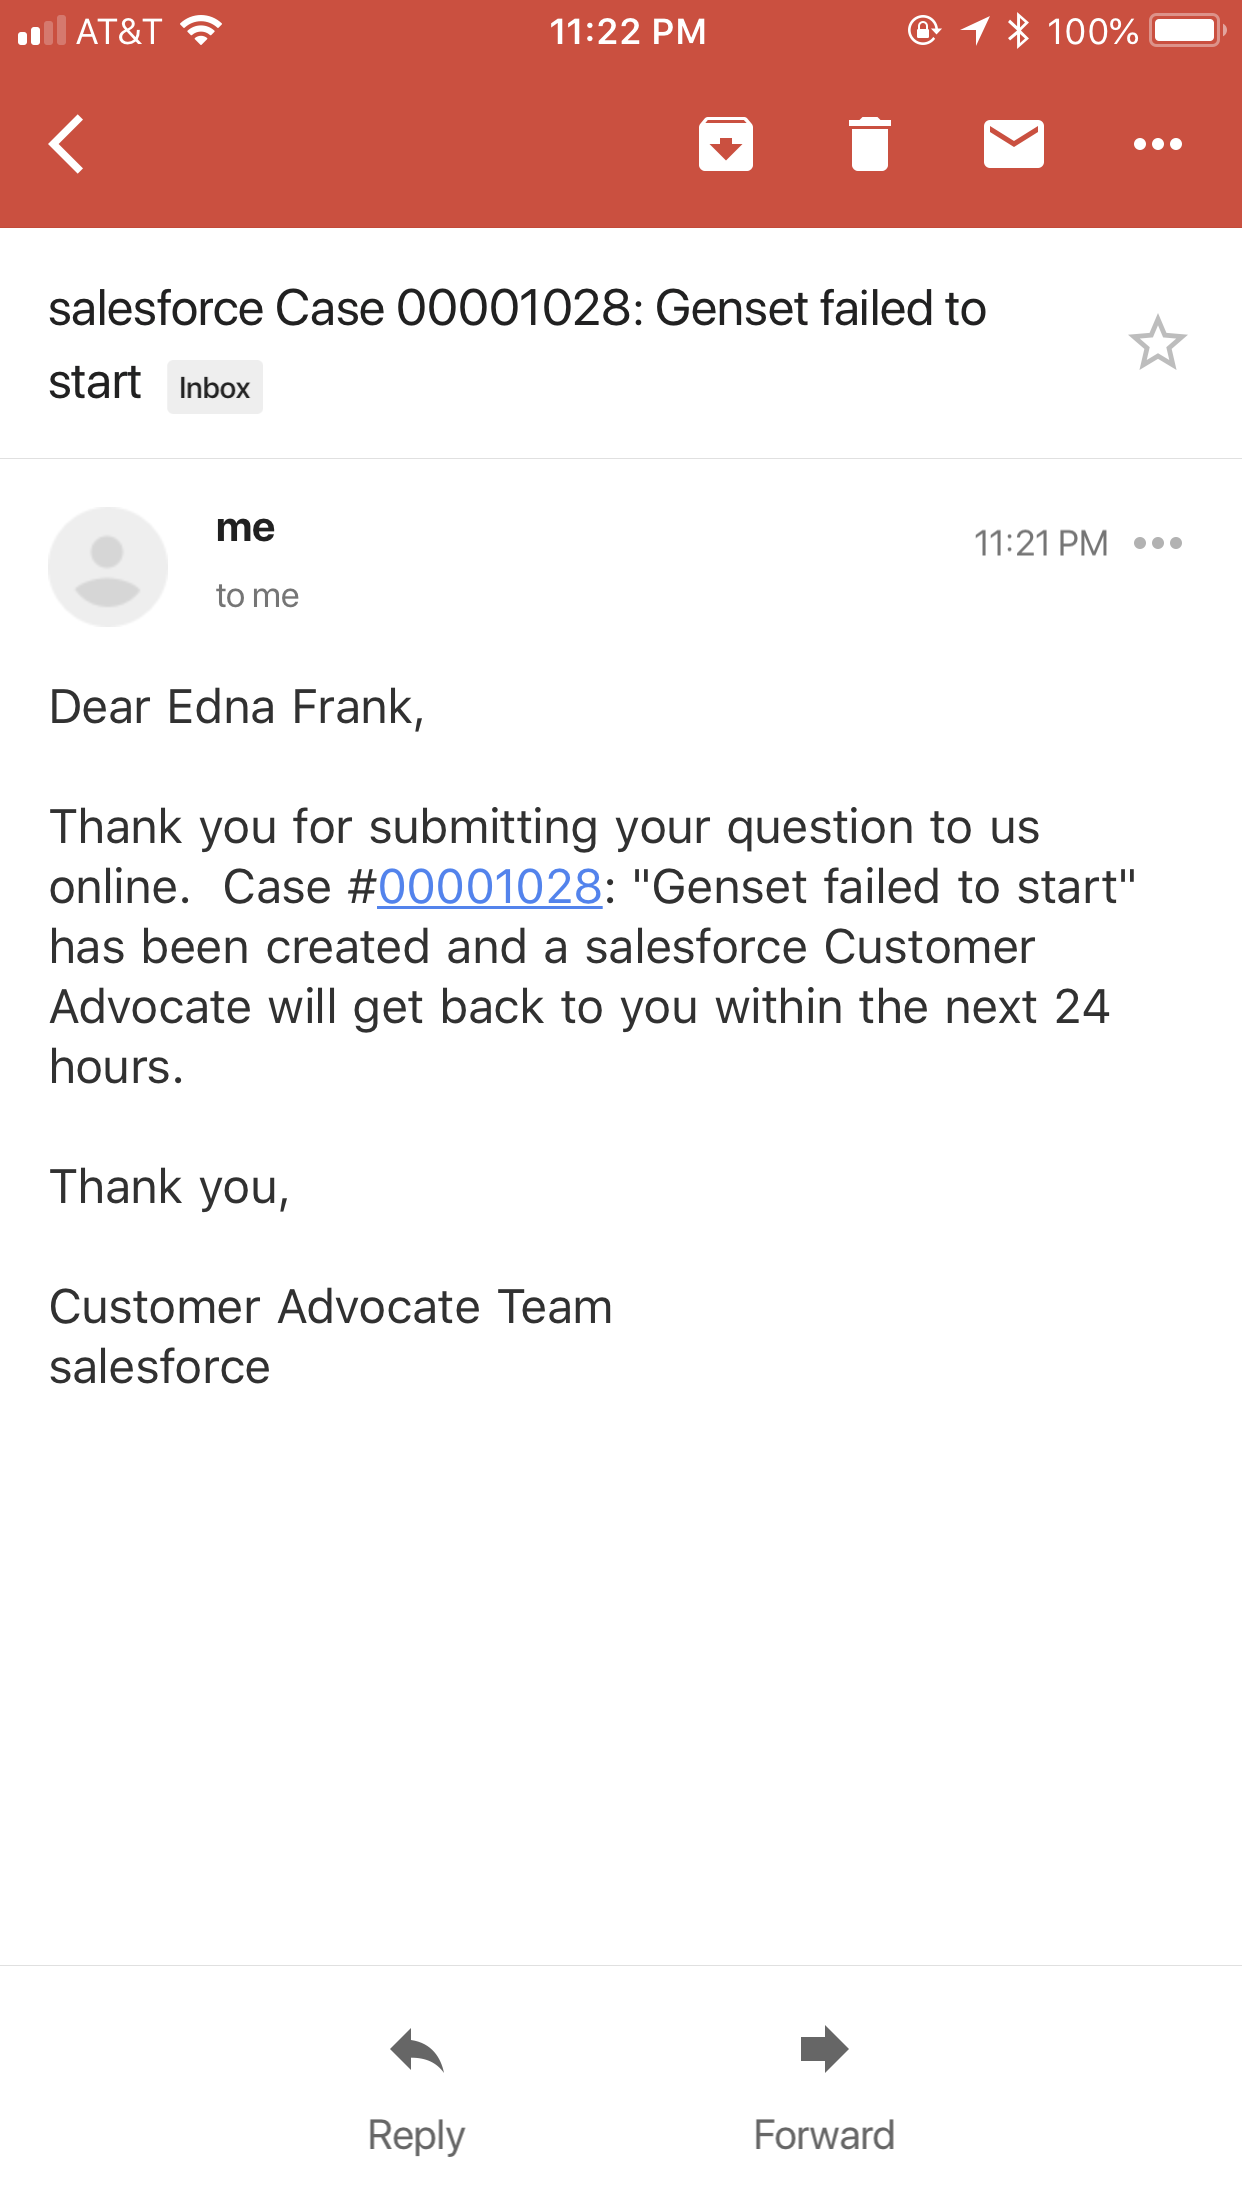 AT&T 11:22 PM 100%
salesforce Case 00001028: Genset failed to
start Inbox
me
11:21 PM
to me
Dear Edna Frank,
Thank you for submitting your question to us
online.  Case #00001028: "Genset failed to start"
has been created and a salesforce Customer
Advocate will get back to you within the next 24
hours.
Thank you,
Customer Advocate Team
salesforce
Reply Forward